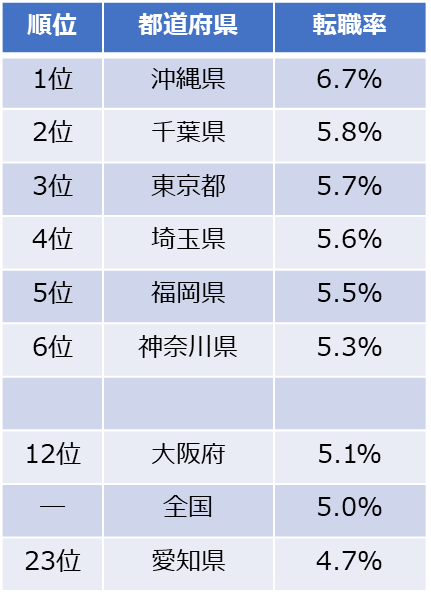 順位 都道府県 転職率
1位 沖縄県 6.7%
2位 千葉県 5.8%
3位 東京都 5.7%
4位 埼玉県 5.6%
5位 福岡県 5.5%
6位 神奈川県 5.3%
12位 大阪府 5.1%
― 全国 5.0%
23位 愛知県 4.7%